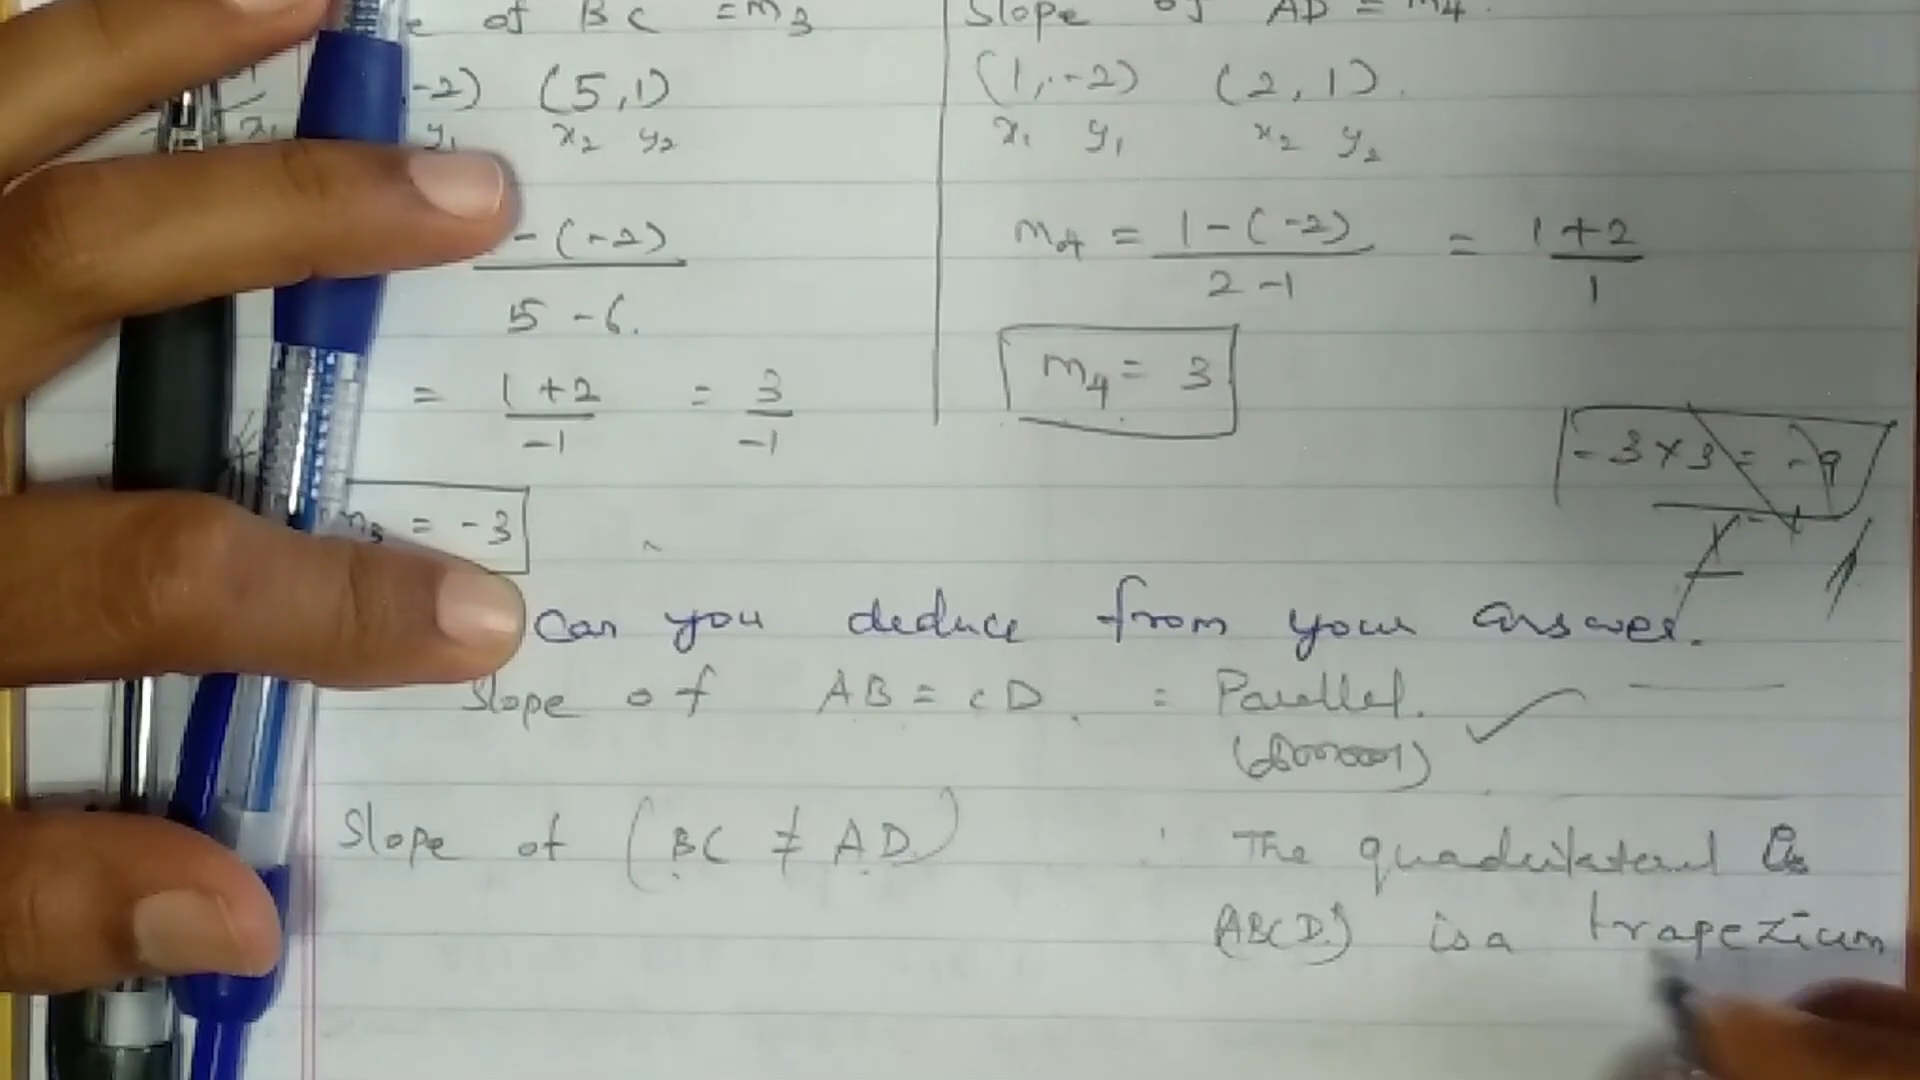 of BC = m3
-2) (5,1)
x1 y1 x2 y2
-(-2)
5-6.
= 1+2/-1 = 3/-1
m3 = -3
Slope of AD = m4.
(1,-2) (2,1).
x1 y1 x2 y2
m4 = 1-(-2)/2-1 = 1+2/1
m4 = 3
-3×3 = -9
can you deduce from your answer.
Slope of AB = CD. = Parallel.
Slope of (BC ≠ AD)
∴ The quadrilateral
(ABCD) is a trapezium